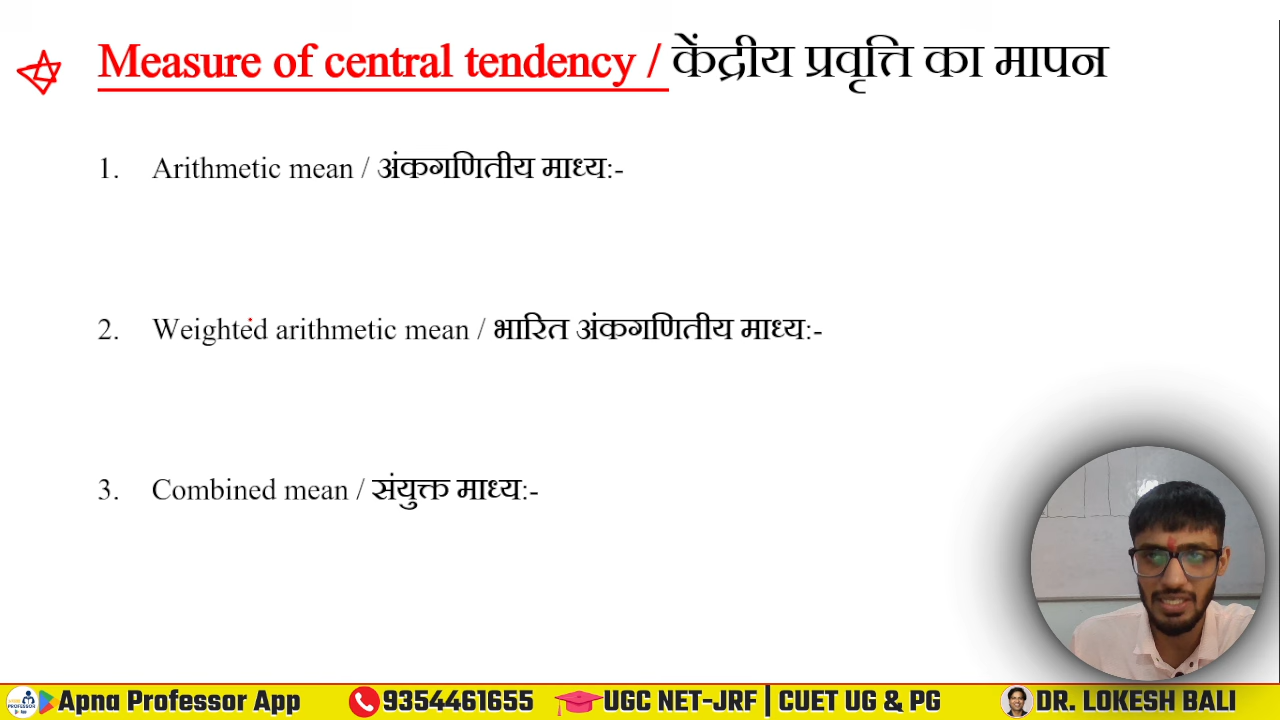 Measure of central tendency / केंद्रीय प्रवृत्ति का मापन
1. Arithmetic mean / अंकगणितीय माध्य:-
2. Weighted arithmetic mean / भारित अंकगणितीय माध्य:-
3. Combined mean / संयुक्त माध्य:-
PROFESSOR Apna Professor App 9354461655 UGC NET-JRF | CUET UG & PG DR. LOKESH BALI